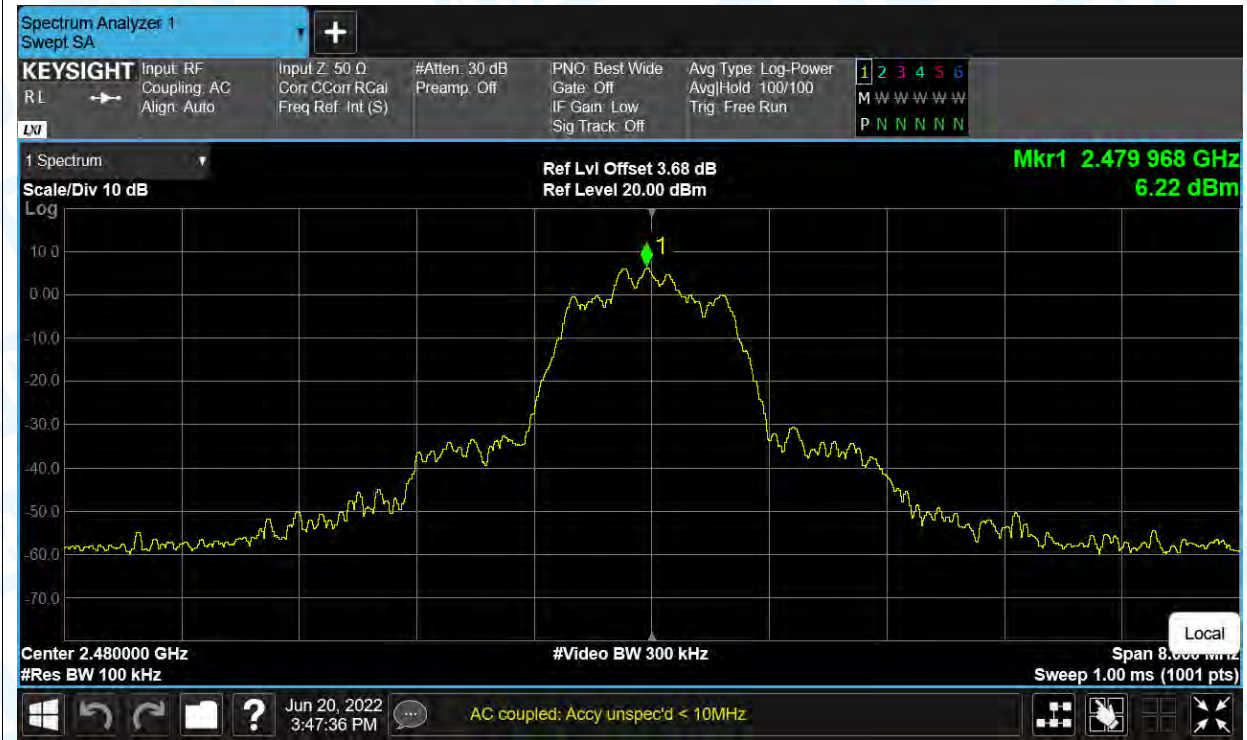 Spectrum Analyzer 1
Swept SA
+
KEYSIGHT Input: RF Input Z: 50 Ω #Atten: 30 dB PNO: Best Wide Avg Type: Log-Power 1 2 3 4 5 6
R L Coupling: AC Corr CCorr RCal Preamp: Off Gate: Off Avg|Hold: 100/100 M W W W W W W
Align: Auto Freq Ref: Int (S) IF Gain: Low Trig: Free Run
LXI Sig Track: Off P N N N N N N
1 Spectrum
Ref Lvl Offset 3.68 dB
Mkr1 2.479 968 GHz
Scale/Div 10 dB Ref Level 20.00 dBm 6.22 dBm
Log
10.0
1
0.00
-10.0
-20.0
-30.0
-40.0
-50.0
-60.0
-70.0
Local
Center 2.480000 GHz #Video BW 300 kHz Span 8.000 MHz
#Res BW 100 kHz Sweep 1.00 ms (1001 pts)
? Jun 20, 2022
3:47:36 PM
AC coupled: Accy unspec'd < 10MHz